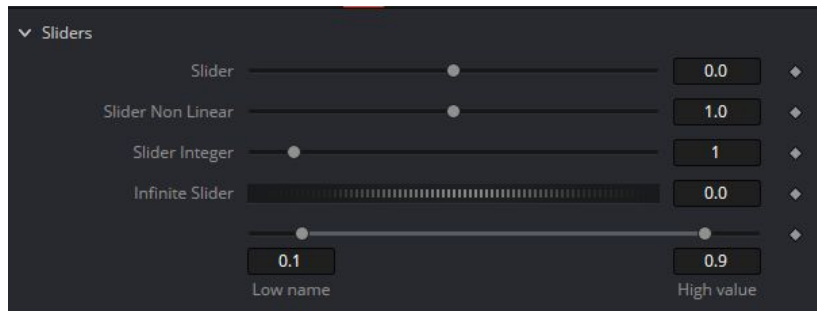 Sliders
Slider 0.0
Slider Non Linear 1.0
Slider Integer 1
Infinite Slider 0.0
0.1 0.9
Low name High value